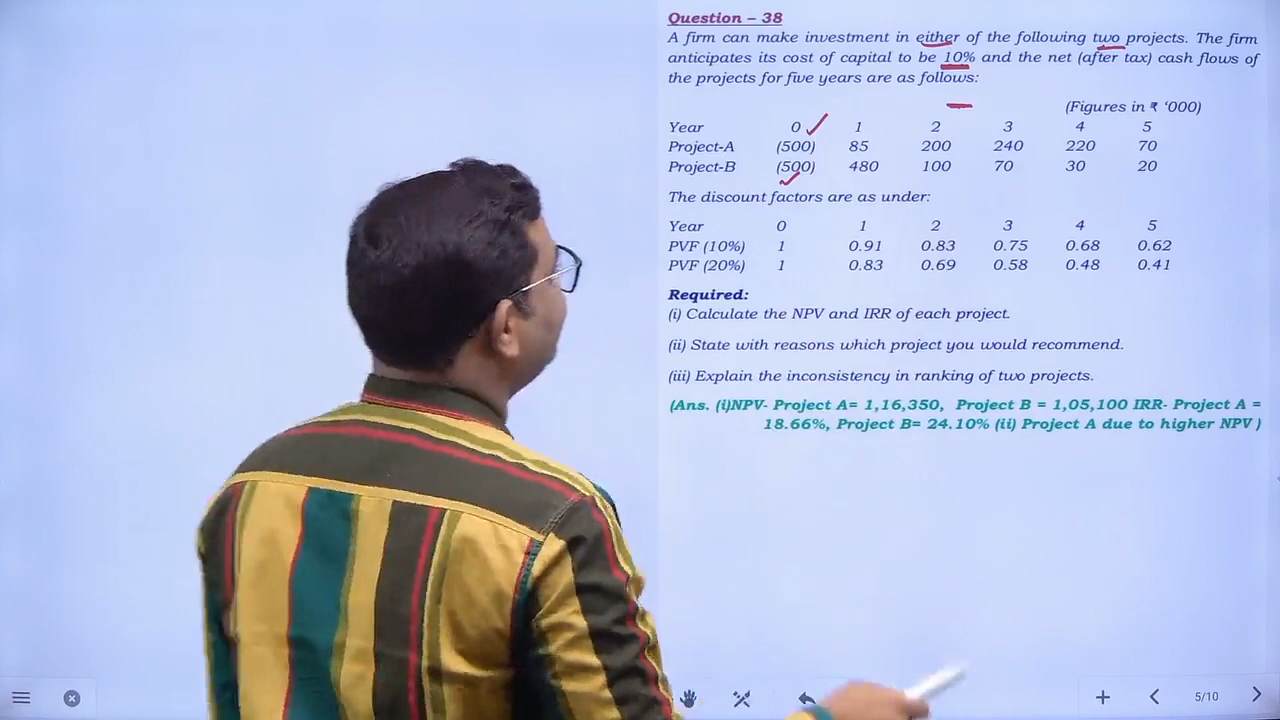 Question – 38
A firm can make investment in either of the following two projects. The firm
anticipates its cost of capital to be 10% and the net (after tax) cash flows of
the projects for five years are as follows:
(Figures in ₹ '000)
Year 0 1 2 3 4 5
Project-A (500) 85 200 240 220 70
Project-B (500) 480 100 70 30 20
The discount factors are as under:
Year 0 1 2 3 4 5
PVF (10%) 1 0.91 0.83 0.75 0.68 0.62
PVF (20%) 1 0.83 0.69 0.58 0.48 0.41
Required:
(i) Calculate the NPV and IRR of each project.
(ii) State with reasons which project you would recommend.
(iii) Explain the inconsistency in ranking of two projects.
(Ans. (i)NPV- Project A= 1,16,350, Project B = 1,05,100 IRR- Project A =
18.66%, Project B= 24.10% (ii) Project A due to higher NPV )
5/10